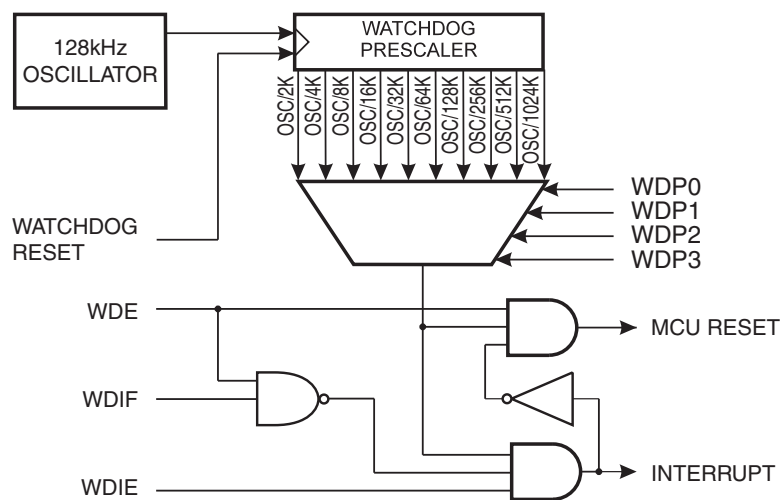 128kHz
OSCILLATOR
WATCHDOG
PRESCALER
OSC/2K
OSC/4K
OSC/8K
OSC/16K
OSC/32K
OSC/64K
OSC/128K
OSC/256K
OSC/512K
OSC/1024K
WDP0
WDP1
WDP2
WDP3
WATCHDOG
RESET
WDE
MCU RESET
WDIF
INTERRUPT
WDIE